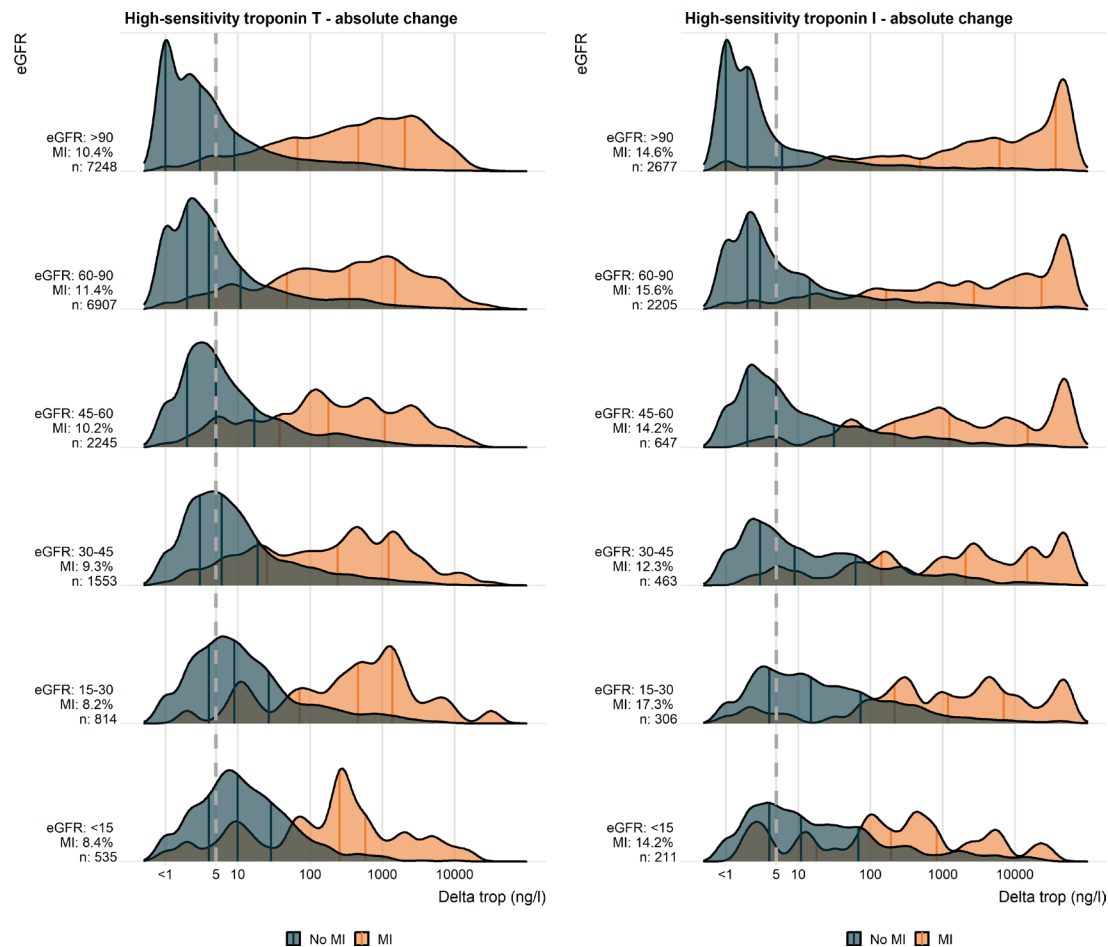 High-sensitivity troponin T - absolute change
eGFR
eGFR: >90
MI: 10.4%
n: 7248
eGFR: 60-90
MI: 11.4%
n: 6907
eGFR: 45-60
MI: 10.2%
n: 2245
eGFR: 30-45
MI: 9.3%
n: 1553
eGFR: 15-30
MI: 8.2%
n: 814
eGFR: <15
MI: 8.4%
n: 535
<1 5 10 100 1000 10000
Delta trop (ng/l)
No MI MI
High-sensitivity troponin I - absolute change
eGFR
eGFR: >90
MI: 14.6%
n: 2677
eGFR: 60-90
MI: 15.6%
n: 2205
eGFR: 45-60
MI: 14.2%
n: 647
eGFR: 30-45
MI: 12.3%
n: 463
eGFR: 15-30
MI: 17.3%
n: 306
eGFR: <15
MI: 14.2%
n: 211
<1 5 10 100 1000 10000
Delta trop (ng/l)
No MI MI